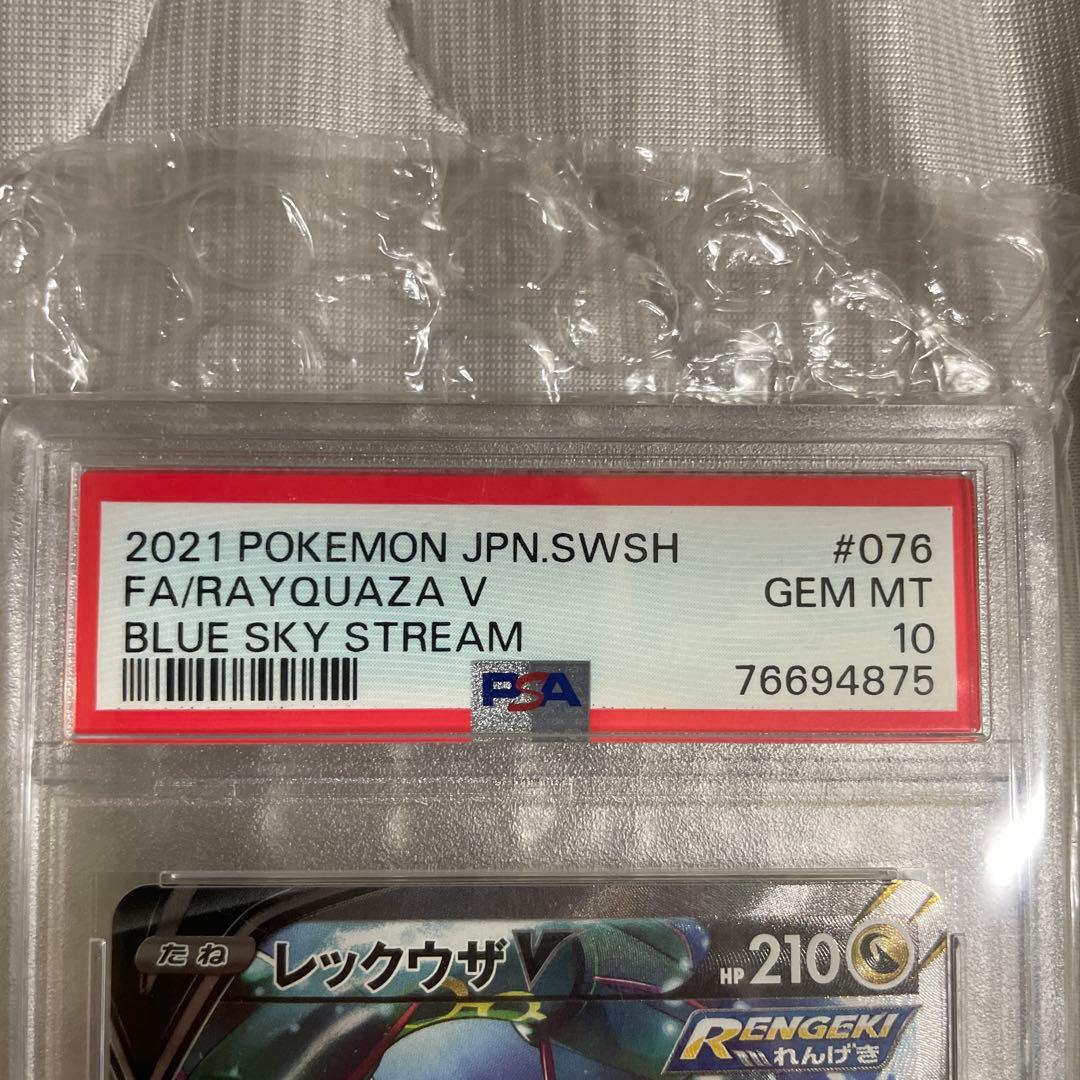 2021 POKEMON JPN.SWSH #076
FA/RAYQUAZA V GEM MT
BLUE SKY STREAM 10
PSA 76694875
たね レックウザV HP 210
RENGEKI
れんげき